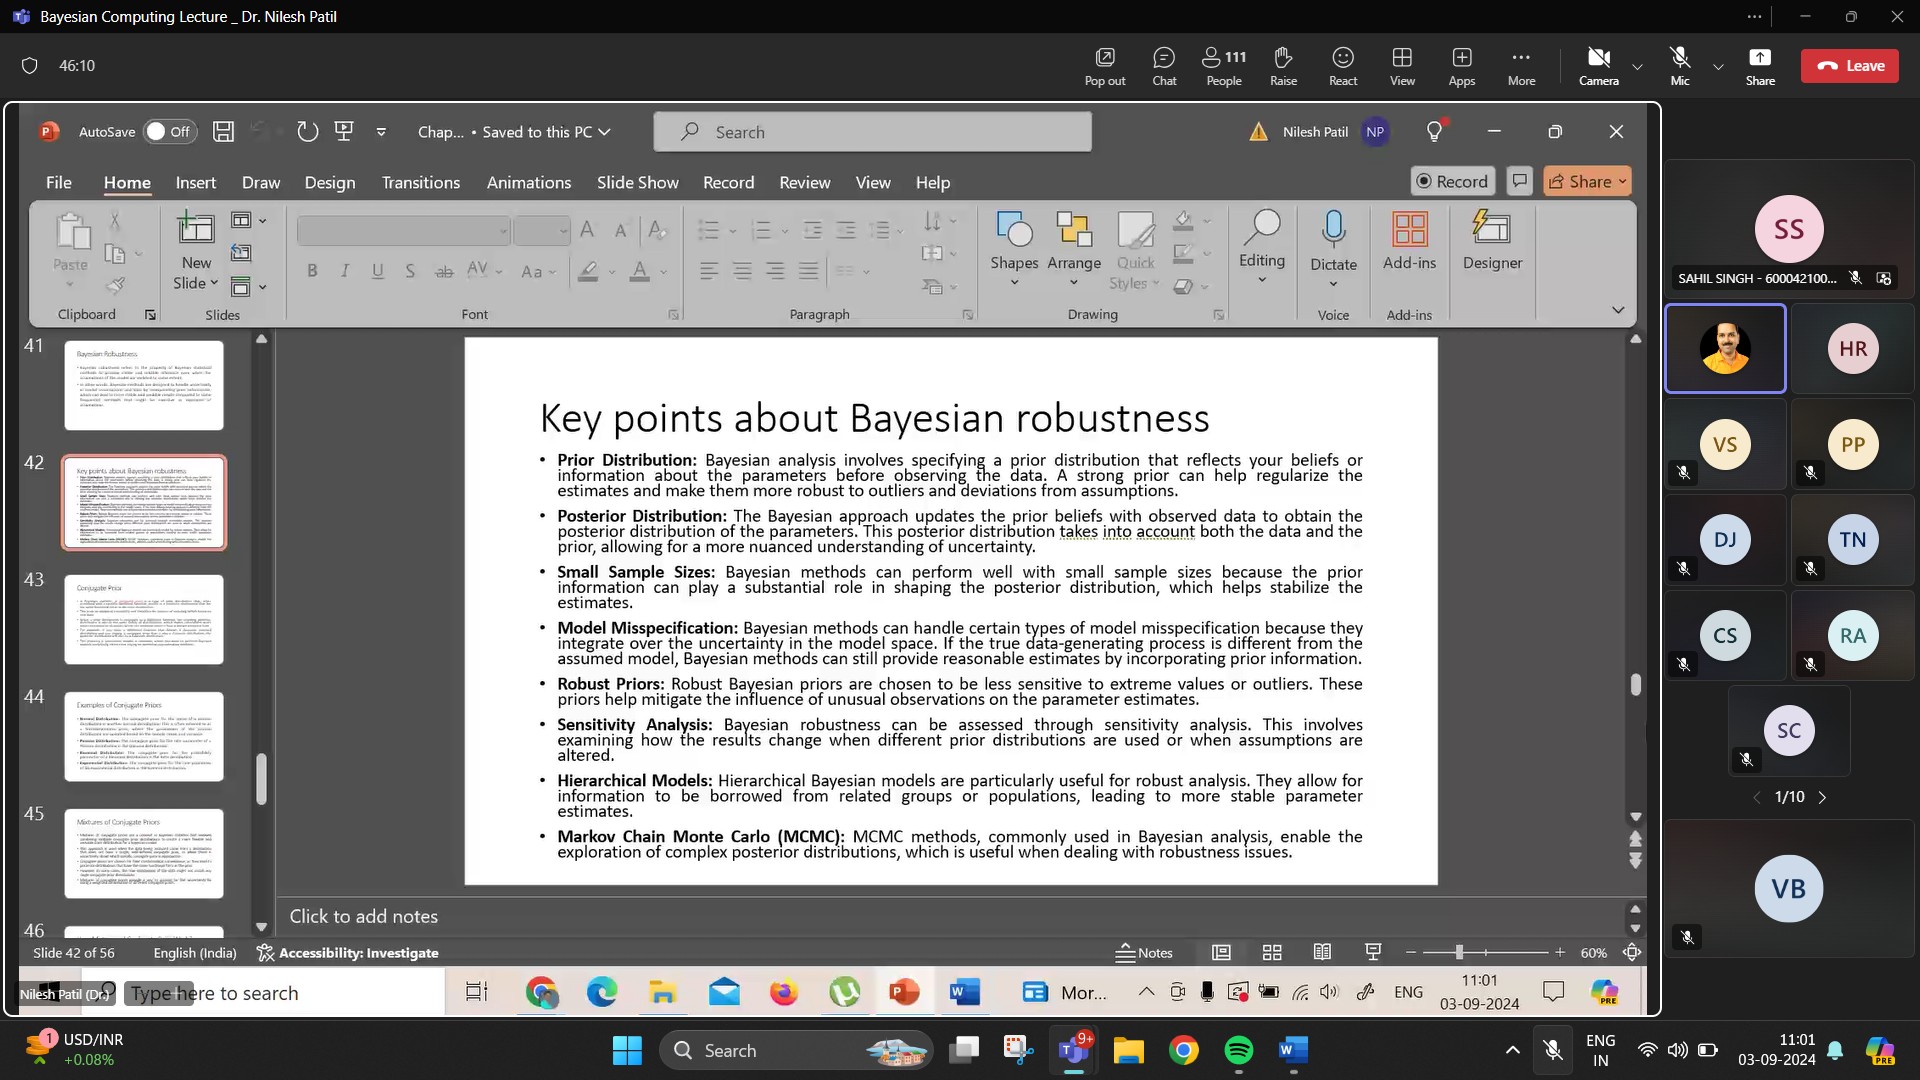 Bayesian Computing Lecture _ Dr. Nilesh Patil
46:10
Pop out
Chat
111
People
Raise
React
View
Apps
More
Camera
Mic
Share
Leave
AutoSave Off
Chap... • Saved to this PC
Search
Nilesh Patil NP
File Home Insert Draw Design Transitions Animations Slide Show Record Review View Help
Record
Share
Paste
New
Slide
Shapes
Arrange
Quick
Styles
Editing
Dictate
Add-ins
Designer
Clipboard
Slides
Font
Paragraph
Drawing
Voice
Add-ins
41
Bayesian Robustness
42
Key points about Bayesian robustness
43
Conjugate Prior
44
Examples of Conjugate Priors
45
Mixtures of Conjugate Priors
46
Key points about Bayesian robustness
• Prior Distribution: Bayesian analysis involves specifying a prior distribution that reflects your beliefs or
information about the parameters before observing the data. A strong prior can help regularize the
estimates and make them more robust to outliers and deviations from assumptions.
• Posterior Distribution: The Bayesian approach updates the prior beliefs with observed data to obtain the
posterior distribution of the parameters. This posterior distribution takes into account both the data and the
prior, allowing for a more nuanced understanding of uncertainty.
• Small Sample Sizes: Bayesian methods can perform well with small sample sizes because the prior
information can play a substantial role in shaping the posterior distribution, which helps stabilize the
estimates.
• Model Misspecification: Bayesian methods can handle certain types of model misspecification because they
integrate over the uncertainty in the model space. If the true data-generating process is different from the
assumed model, Bayesian methods can still provide reasonable estimates by incorporating prior information.
• Robust Priors: Robust Bayesian priors are chosen to be less sensitive to extreme values or outliers. These
priors help mitigate the influence of unusual observations on the parameter estimates.
• Sensitivity Analysis: Bayesian robustness can be assessed through sensitivity analysis. This involves
examining how the results change when different prior distributions are used or when assumptions are
altered.
• Hierarchical Models: Hierarchical Bayesian models are particularly useful for robust analysis. They allow for
information to be borrowed from related groups or populations, leading to more stable parameter
estimates.
• Markov Chain Monte Carlo (MCMC): MCMC methods, commonly used in Bayesian analysis, enable the
exploration of complex posterior distributions, which is useful when dealing with robustness issues.
Click to add notes
Slide 42 of 56
English (India)
Accessibility: Investigate
Notes
60%
Nilesh Patil (Dr.)
Type here to search
Mor...
ENG
11:01
03-09-2024
SS
SAHIL SINGH - 600042100...
HR
VS
PP
DJ
TN
CS
RA
SC
1/10
VB
1
USD/INR
+0.08%
Search
9+
ENG
IN
11:01
03-09-2024